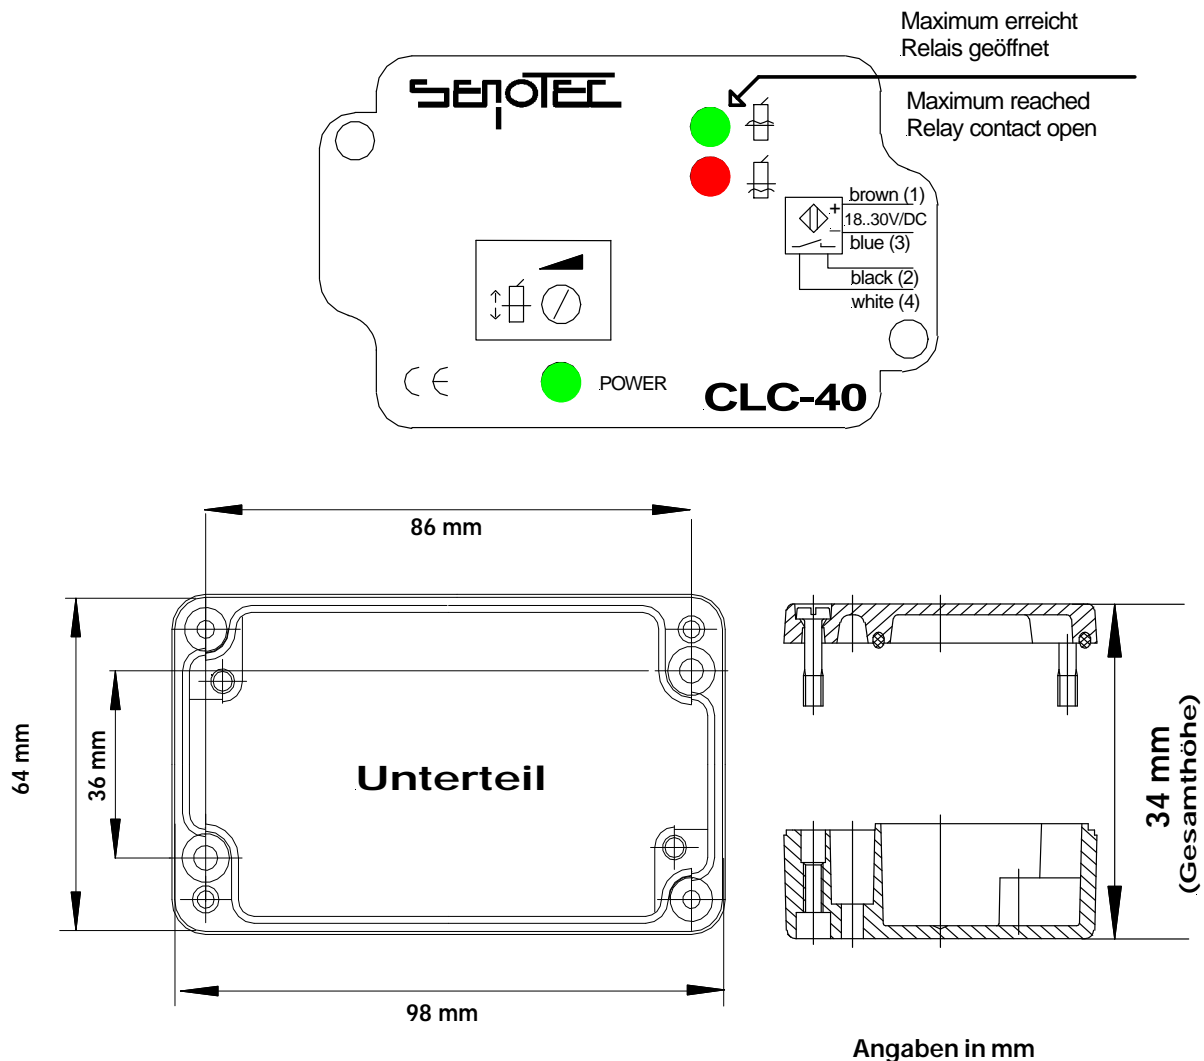 Maximum erreicht
Relais geöffnet
Maximum reached
Relay contact open
SENOTEC
brown (1)
+
18..30V/DC
–
blue (3)
black (2)
white (4)
CE
POWER
CLC-40
86 mm
64 mm
36 mm
Unterteil
98 mm
34 mm
(Gesamthöhe)
Angaben in mm